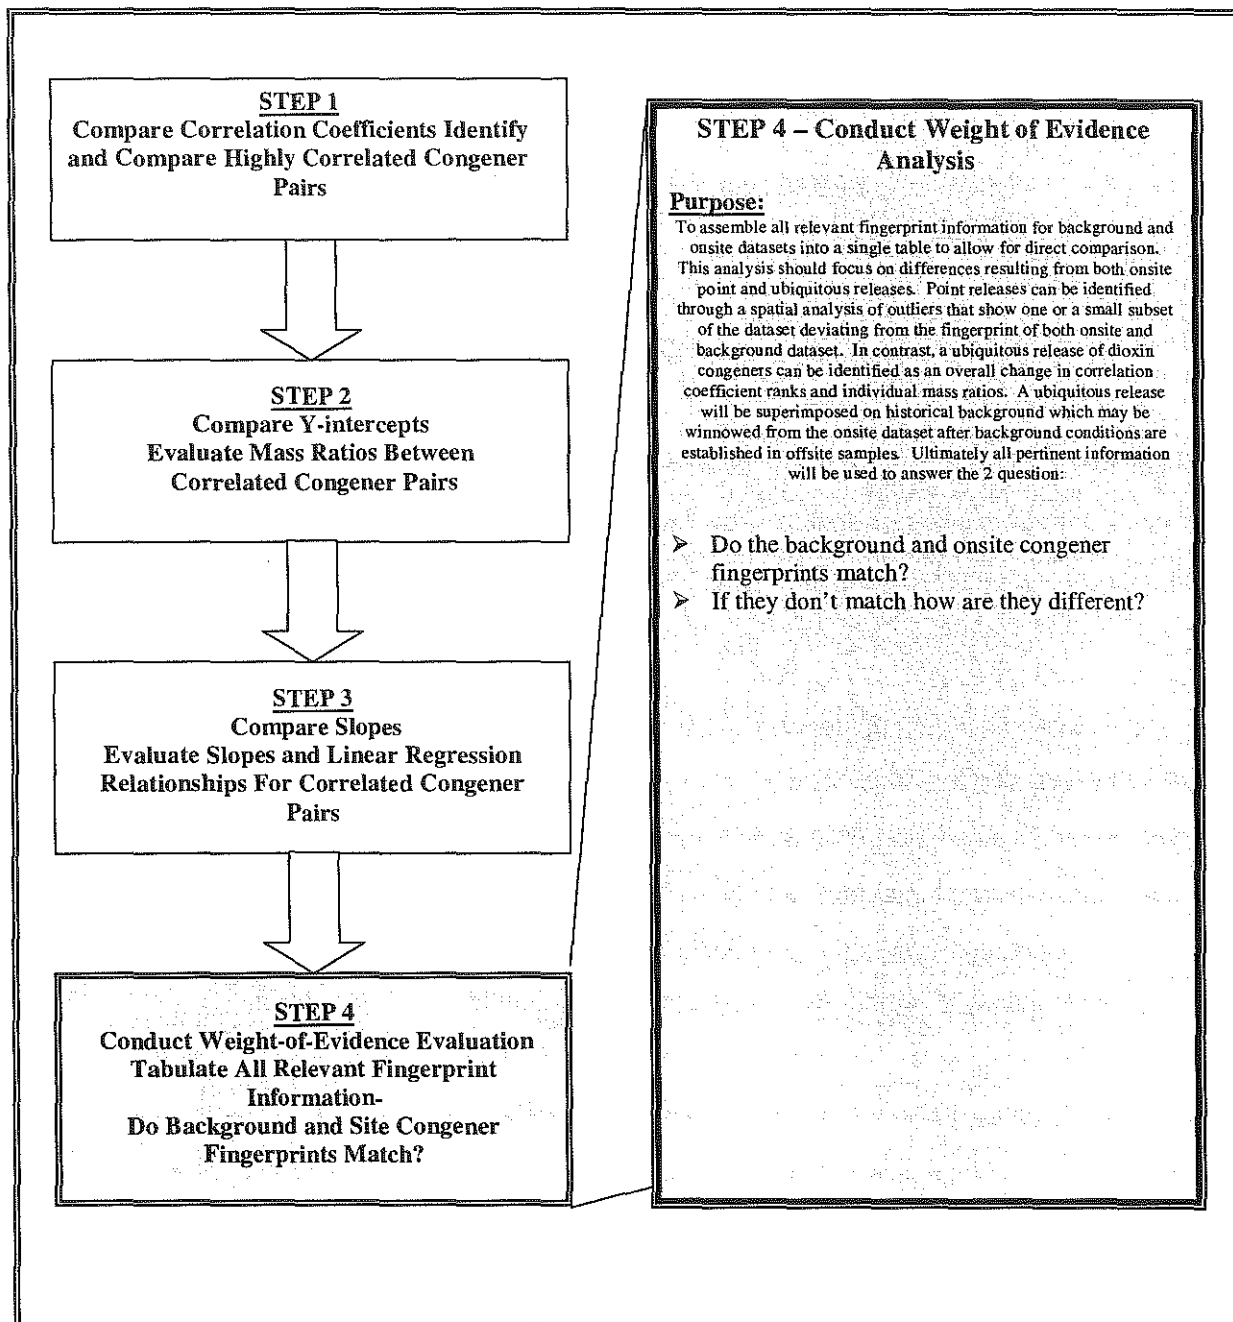 STEP 1
Compare Correlation Coefficients Identify
and Compare Highly Correlated Congener
Pairs
STEP 2
Compare Y-intercepts
Evaluate Mass Ratios Between
Correlated Congener Pairs
STEP 3
Compare Slopes
Evaluate Slopes and Linear Regression
Relationships For Correlated Congener
Pairs
STEP 4
Conduct Weight-of-Evidence Evaluation
Tabulate All Relevant Fingerprint
Information-
Do Background and Site Congener
Fingerprints Match?
STEP 4 – Conduct Weight of Evidence
Analysis
Purpose:
To assemble all relevant fingerprint information for background and
onsite datasets into a single table to allow for direct comparison.
This analysis should focus on differences resulting from both onsite
point and ubiquitous releases. Point releases can be identified
through a spatial analysis of outliers that show one or a small subset
of the dataset deviating from the fingerprint of both onsite and
background dataset. In contrast, a ubiquitous release of dioxin
congeners can be identified as an overall change in correlation
coefficient ranks and individual mass ratios. A ubiquitous release
will be superimposed on historical background which may be
winnowed from the onsite dataset after background conditions are
established in offsite samples. Ultimately all pertinent information
will be used to answer the 2 question:
➢ Do the background and onsite congener
fingerprints match?
➢ If they don't match how are they different?